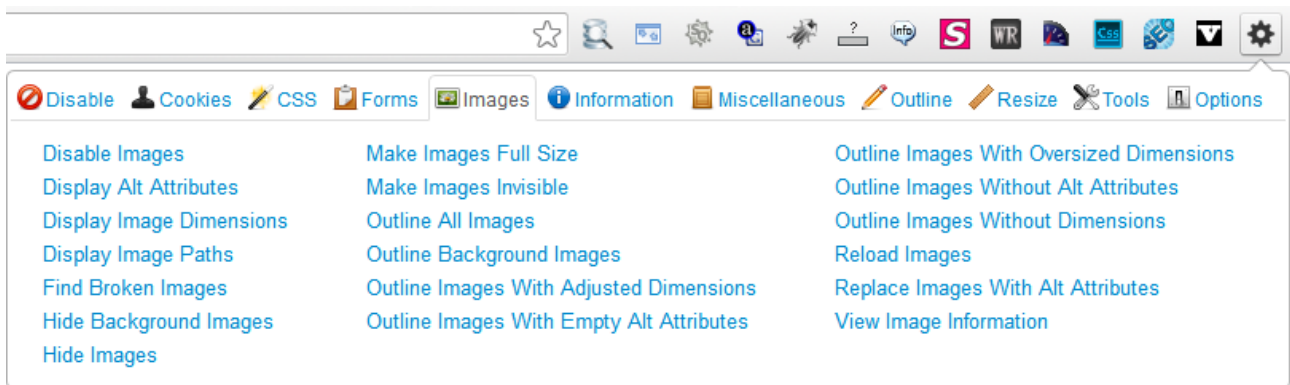 ? Info S WR Css V
Disable Cookies CSS Forms Images Information Miscellaneous Outline Resize Tools Options
Disable Images Make Images Full Size Outline Images With Oversized Dimensions
Display Alt Attributes Make Images Invisible Outline Images Without Alt Attributes
Display Image Dimensions Outline All Images Outline Images Without Dimensions
Display Image Paths Outline Background Images Reload Images
Find Broken Images Outline Images With Adjusted Dimensions Replace Images With Alt Attributes
Hide Background Images Outline Images With Empty Alt Attributes View Image Information
Hide Images